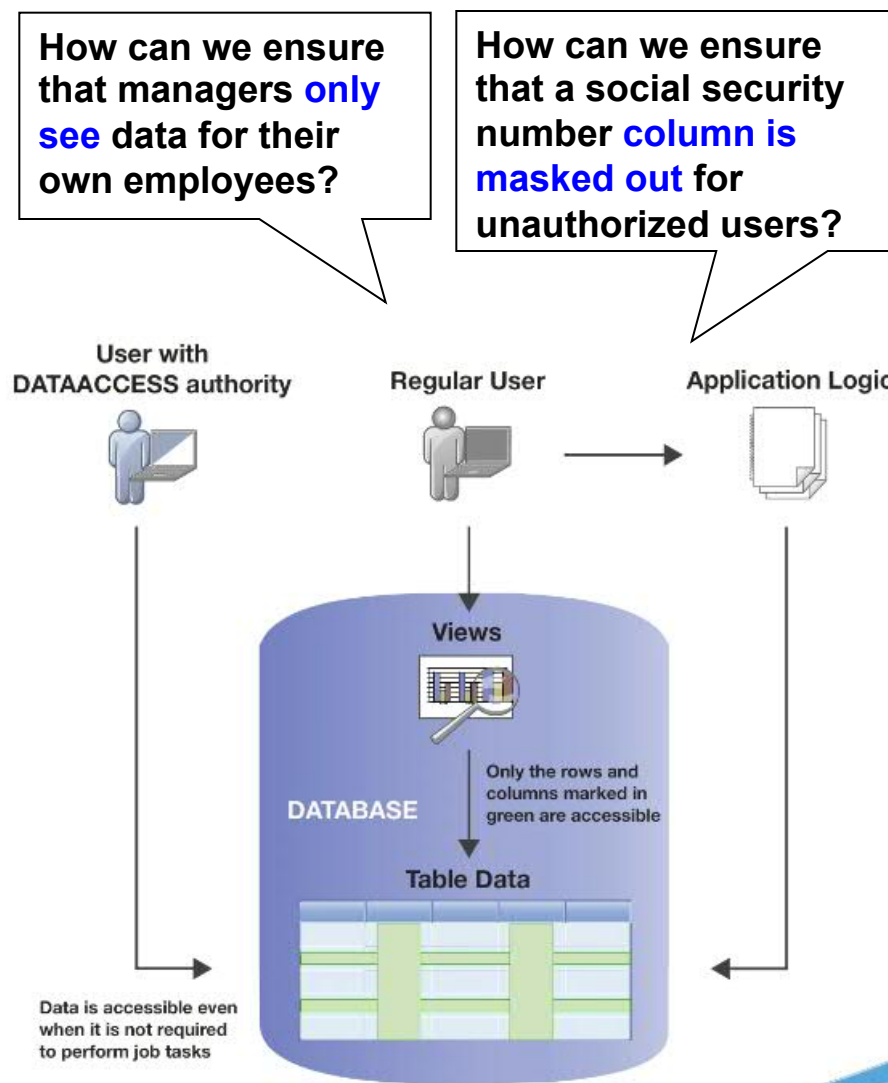 How can we ensure
that managers only
see data for their
own employees?
How can we ensure
that a social security
number column is
masked out for
unauthorized users?
User with
DATAACCESS authority
Regular User
Application Logic
Views
Only the rows and
columns marked in
green are accessible
DATABASE
Table Data
Data is accessible even
when it is not required
to perform job tasks